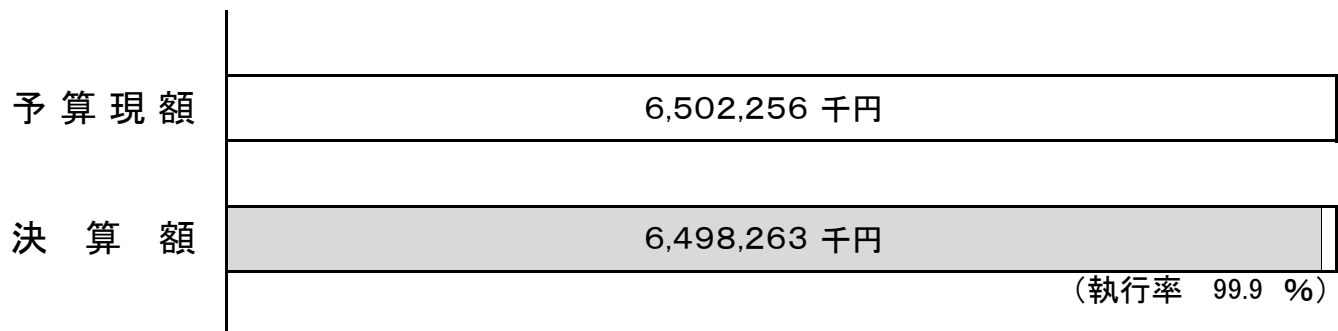 予算現額 6,502,256 千円
決算額 6,498,263 千円
（執行率 99.9 %）